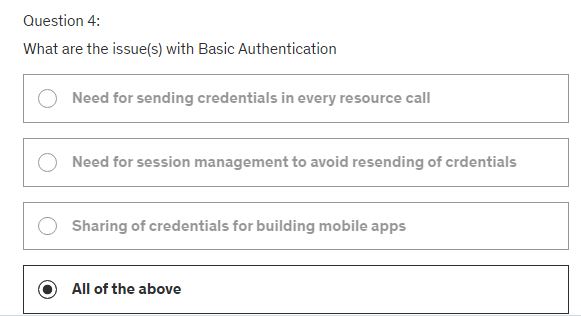 Question 4:
What are the issue(s) with Basic Authentication
Need for sending credentials in every resource call
Need for session management to avoid resending of crdentials
Sharing of credentials for building mobile apps
All of the above